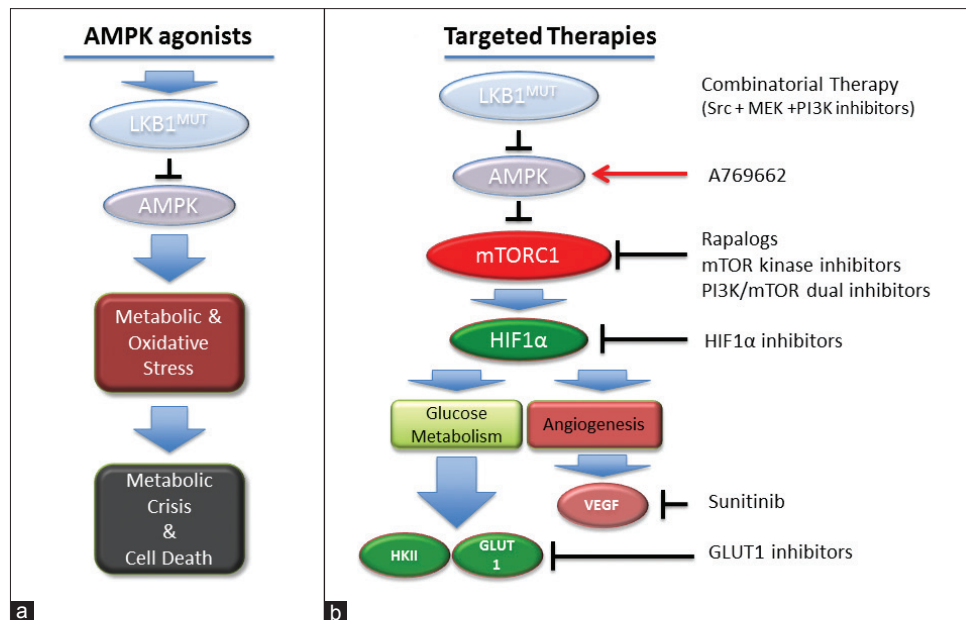 AMPK agonists
LKB1MUT
AMPK
Metabolic &
Oxidative
Stress
Metabolic
Crisis
&
Cell Death
a
Targeted Therapies
LKB1MUT
Combinatorial Therapy
(Src + MEK +PI3K inhibitors)
AMPK
A769662
mTORC1
Rapalogs
mTOR kinase inhibitors
PI3K/mTOR dual inhibitors
HIF1α
HIF1α inhibitors
Glucose
Metabolism
Angiogenesis
VEGF
Sunitinib
HKII
GLUT
1
GLUT1 inhibitors
b